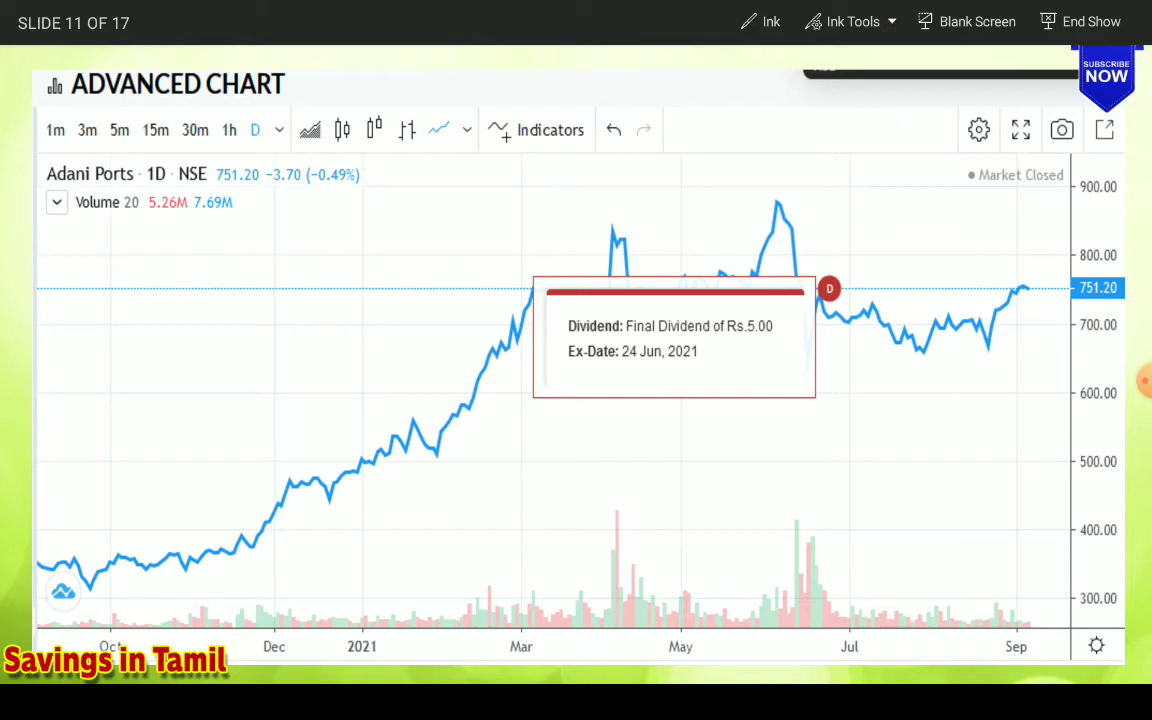 SLIDE 11 OF 17
Ink
Ink Tools
Blank Screen
End Show
SUBSCRIBE
NOW
ADVANCED CHART
1m 3m 5m 15m 30m 1h D
Indicators
Adani Ports · 1D · NSE 751.20 −3.70 (−0.49%)
Market Closed
Volume 20 5.26M 7.69M
900.00
800.00
751.20
700.00
600.00
500.00
400.00
300.00
D
Dividend: Final Dividend of Rs.5.00
Ex-Date: 24 Jun, 2021
Oct Dec 2021 Mar May Jul Sep
Savings in Tamil